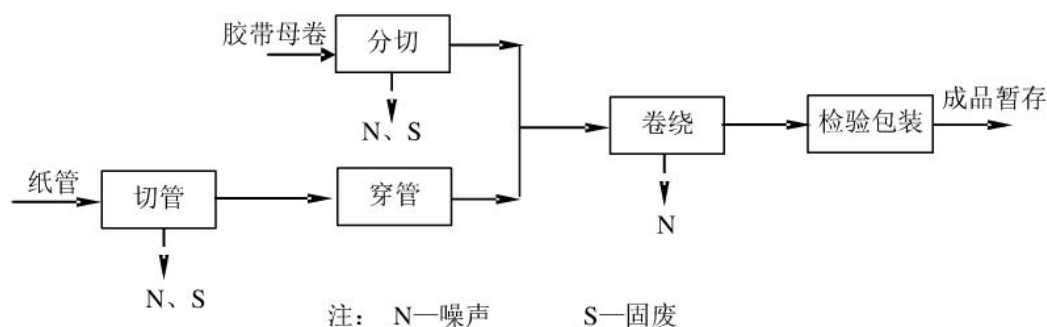 胶带母卷
分切
N、S
纸管
切管
N、S
穿管
卷绕
N
检验包装
成品暂存
注： N—噪声 S—固废